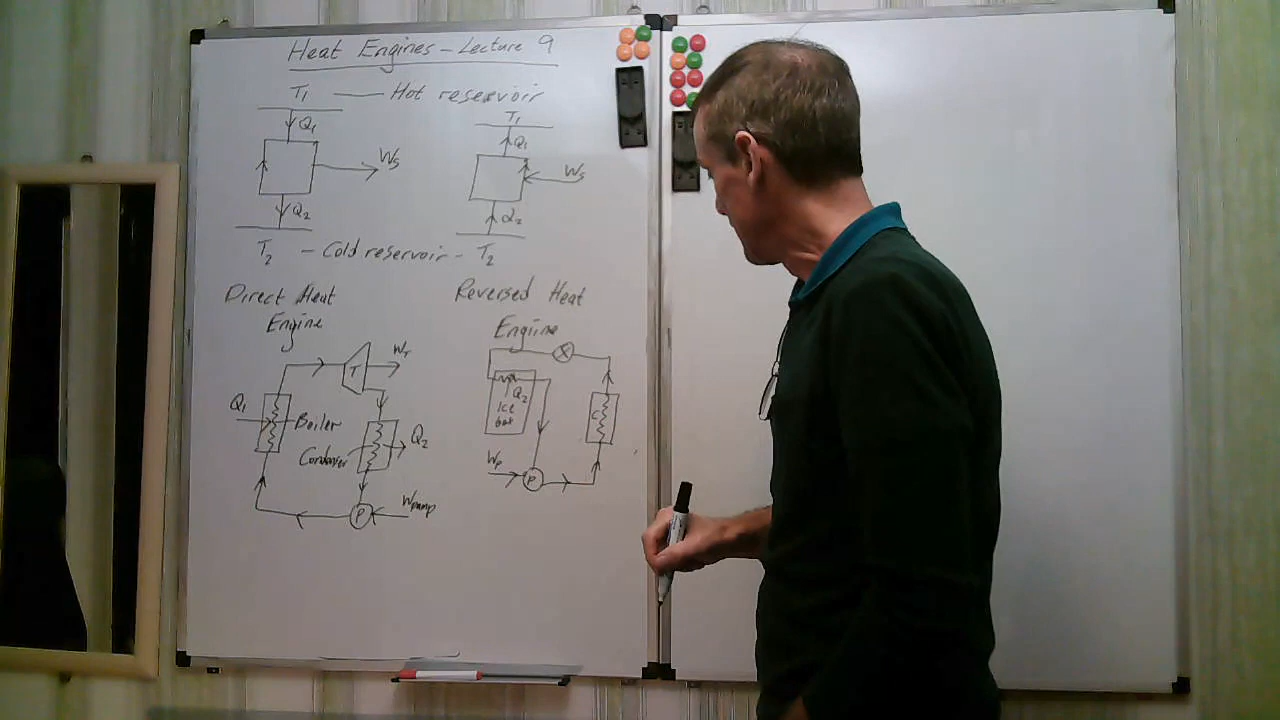 Heat Engines - Lecture 9
T1 — Hot reservoir
Q1
Ws
Q2
T1
Q1
Ws
Q2
T2 - Cold reservoir - T2
Direct Heat
Engine
Reversed Heat
Engine
WT
T
Q1
Boiler
Condenser
Q2
P
Wpump
Q2
Ice
box
C
WP
P